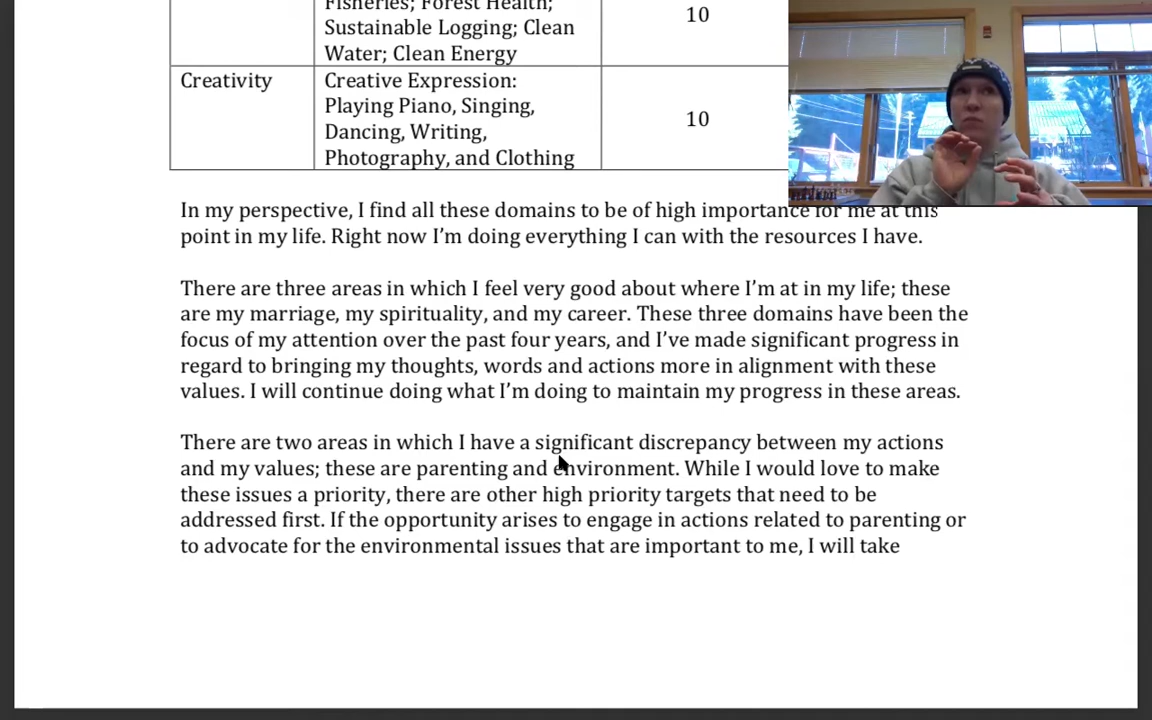 Fisheries; Forest Health;
Sustainable Logging; Clean
Water; Clean Energy
10
Creativity
Creative Expression:
Playing Piano, Singing,
Dancing, Writing,
Photography, and Clothing
10
In my perspective, I find all these domains to be of high importance for me at this
point in my life. Right now I’m doing everything I can with the resources I have.
There are three areas in which I feel very good about where I’m at in my life; these
are my marriage, my spirituality, and my career. These three domains have been the
focus of my attention over the past four years, and I’ve made significant progress in
regard to bringing my thoughts, words and actions more in alignment with these
values. I will continue doing what I’m doing to maintain my progress in these areas.
There are two areas in which I have a significant discrepancy between my actions
and my values; these are parenting and environment. While I would love to make
these issues a priority, there are other high priority targets that need to be
addressed first. If the opportunity arises to engage in actions related to parenting or
to advocate for the environmental issues that are important to me, I will take